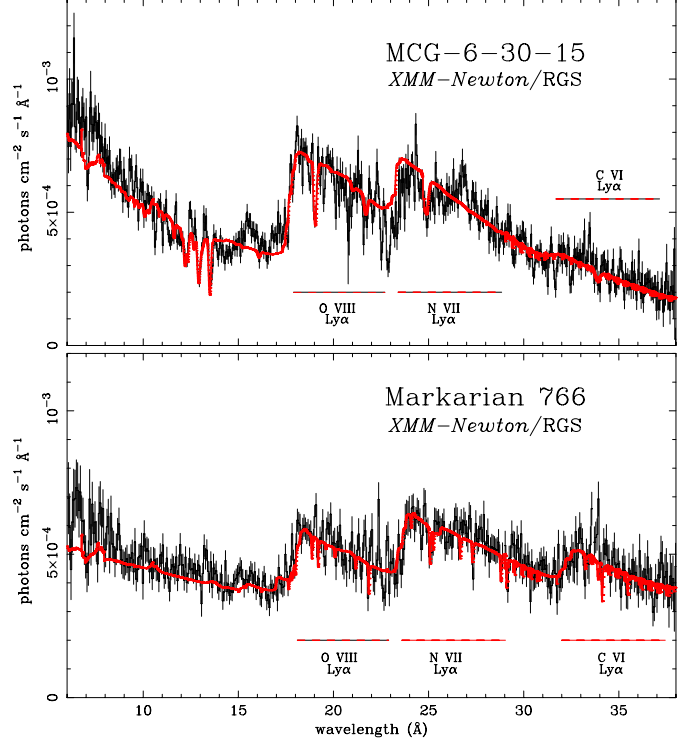 MCG−6−30−15
XMM−Newton/RGS
10⁻³
C VI
Lyα
photons cm⁻² s⁻¹ Å⁻¹
5×10⁻⁴
O VIII
Lyα
N VII
Lyα
0
Markarian 766
XMM−Newton/RGS
10⁻³
photons cm⁻² s⁻¹ Å⁻¹
5×10⁻⁴
O VIII
Lyα
N VII
Lyα
C VI
Lyα
0
10 15 20 25 30 35
wavelength (Å)